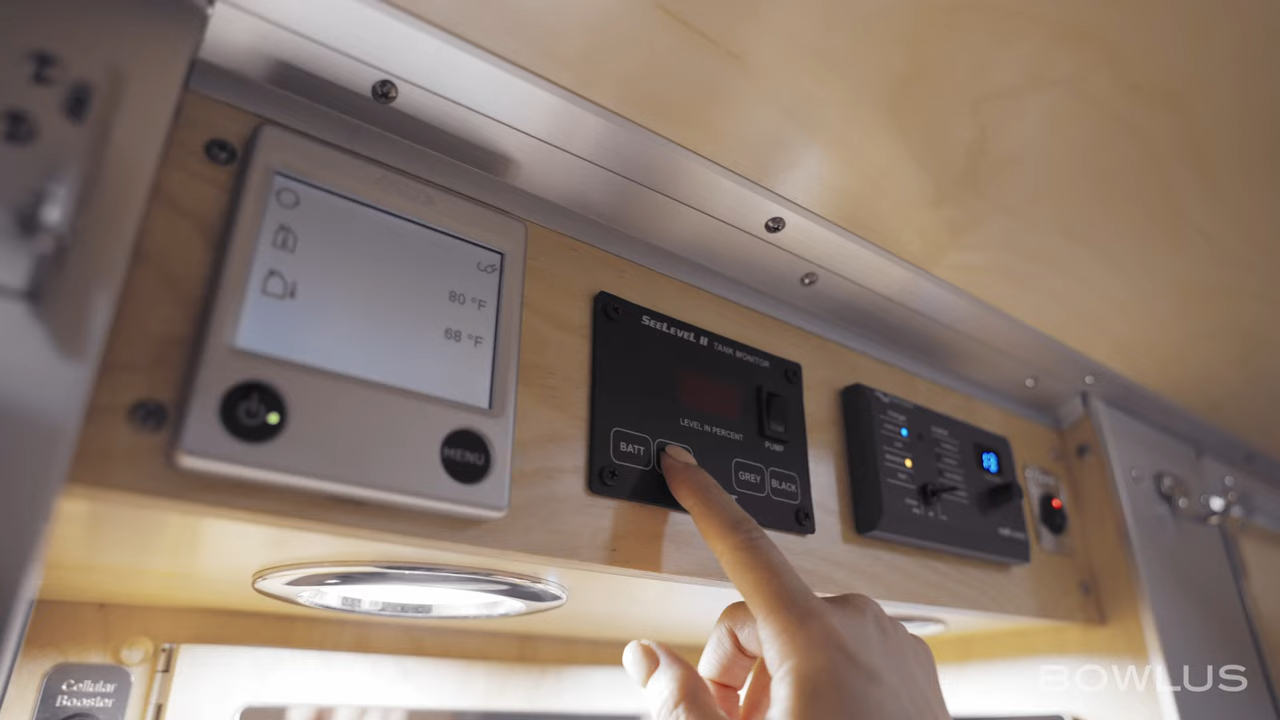 80 °F
68 °F
MENU
SEELEVEL II TANK MONITOR
LEVEL IN PERCENT
PUMP
BATT
GREY
BLACK
Cellular
Booster
BOWLUS